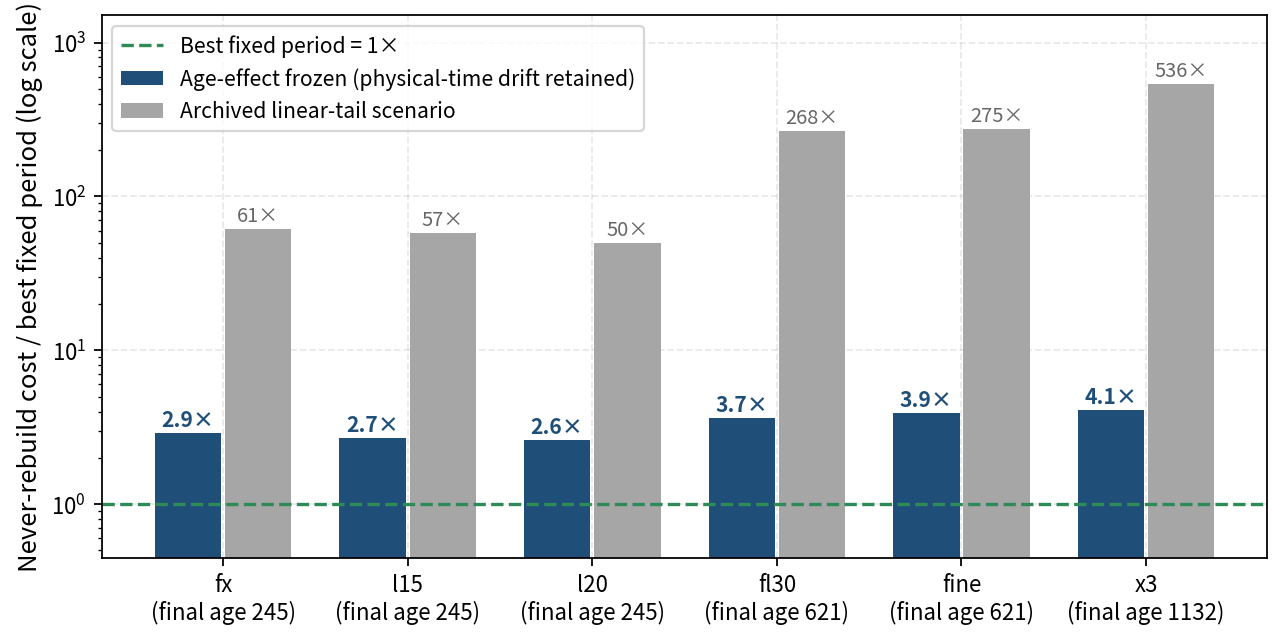 Never-rebuild cost / best fixed period (log scale)
10³
10²
10¹
10⁰
Best fixed period = 1×
Age-effect frozen (physical-time drift retained)
Archived linear-tail scenario
2.9×
61×
2.7×
57×
2.6×
50×
3.7×
268×
3.9×
275×
4.1×
536×
fx
(final age 245)
l15
(final age 245)
l20
(final age 245)
fl30
(final age 621)
fine
(final age 621)
x3
(final age 1132)